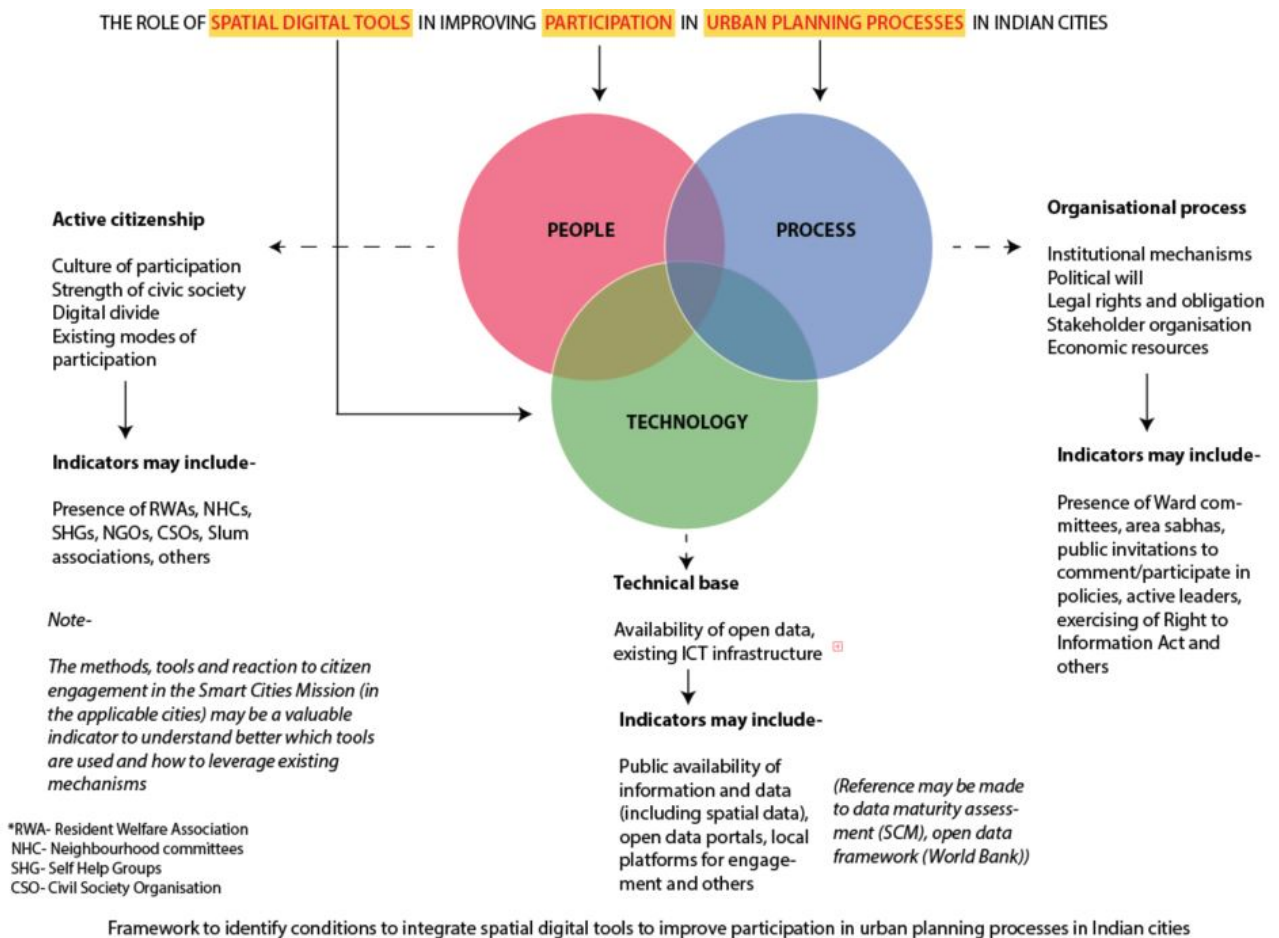 THE ROLE OF SPATIAL DIGITAL TOOLS IN IMPROVING PARTICIPATION IN URBAN PLANNING PROCESSES IN INDIAN CITIES
PEOPLE
PROCESS
TECHNOLOGY
Active citizenship
Culture of participation
Strength of civic society
Digital divide
Existing modes of
participation
Indicators may include-
Presence of RWAs, NHCs,
SHGs, NGOs, CSOs, Slum
associations, others
Note-
The methods, tools and reaction to citizen
engagement in the Smart Cities Mission (in
the applicable cities) may be a valuable
indicator to understand better which tools
are used and how to leverage existing
mechanisms
*RWA- Resident Welfare Association
NHC- Neighbourhood committees
SHG- Self Help Groups
CSO- Civil Society Organisation
Technical base
Availability of open data,
existing ICT infrastructure
Indicators may include-
Public availability of
information and data
(including spatial data),
open data portals, local
platforms for engage-
ment and others
(Reference may be made
to data maturity assess-
ment (SCM), open data
framework (World Bank))
Organisational process
Institutional mechanisms
Political will
Legal rights and obligation
Stakeholder organisation
Economic resources
Indicators may include-
Presence of Ward com-
mittees, area sabhas,
public invitations to
comment/participate in
policies, active leaders,
exercising of Right to
Information Act and
others
Framework to identify conditions to integrate spatial digital tools to improve participation in urban planning processes in Indian cities